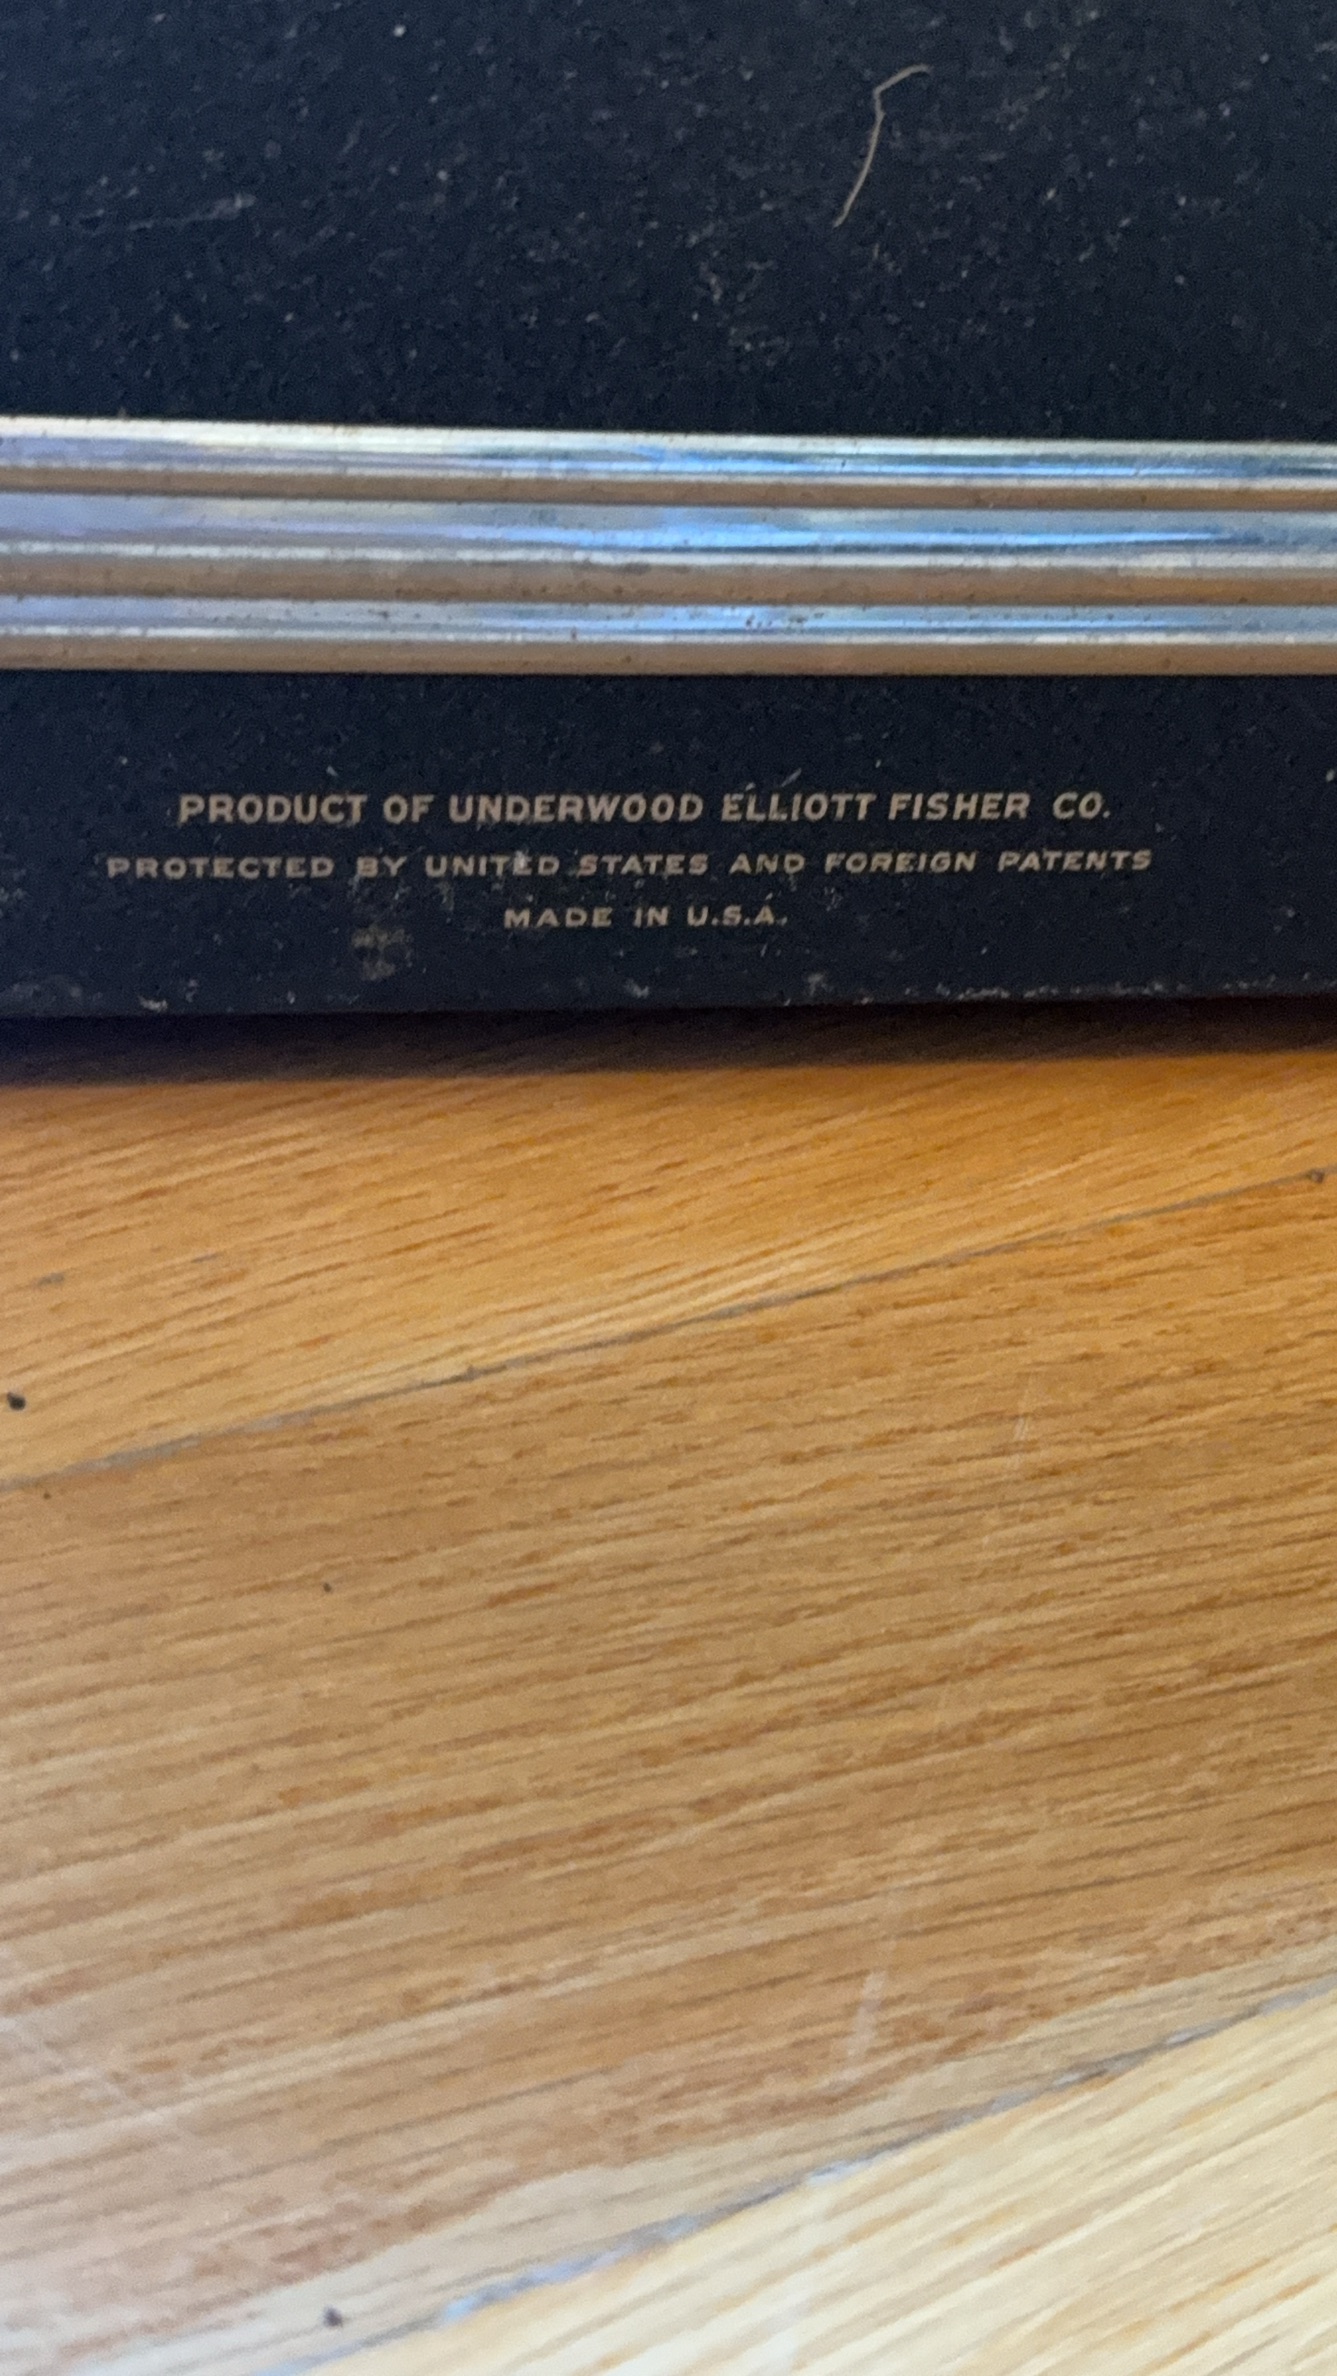 PRODUCT OF UNDERWOOD ELLIOTT FISHER CO.
PROTECTED BY UNITED STATES AND FOREIGN PATENTS
MADE IN U.S.A.